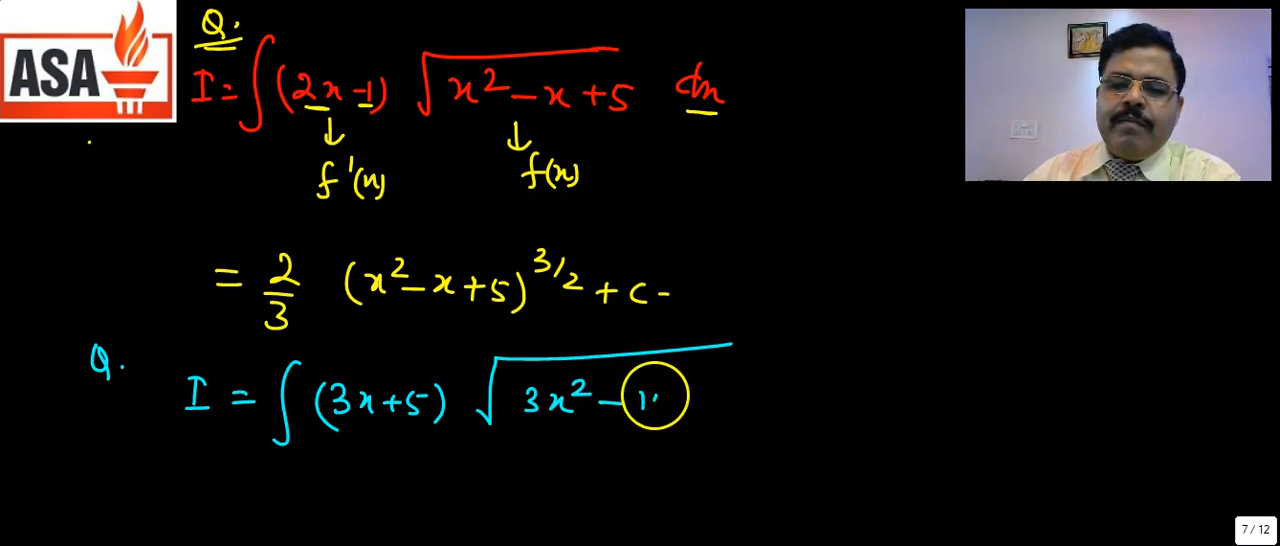 ASA
Q.
I = ∫ (2x - 1) √(x² - x + 5) dx
↓ ↓
f'(x) f(x)
= 2/3 (x² - x + 5)^3/2 + c -
Q. I = ∫ (3x + 5) √(3x² - 1
7 / 12